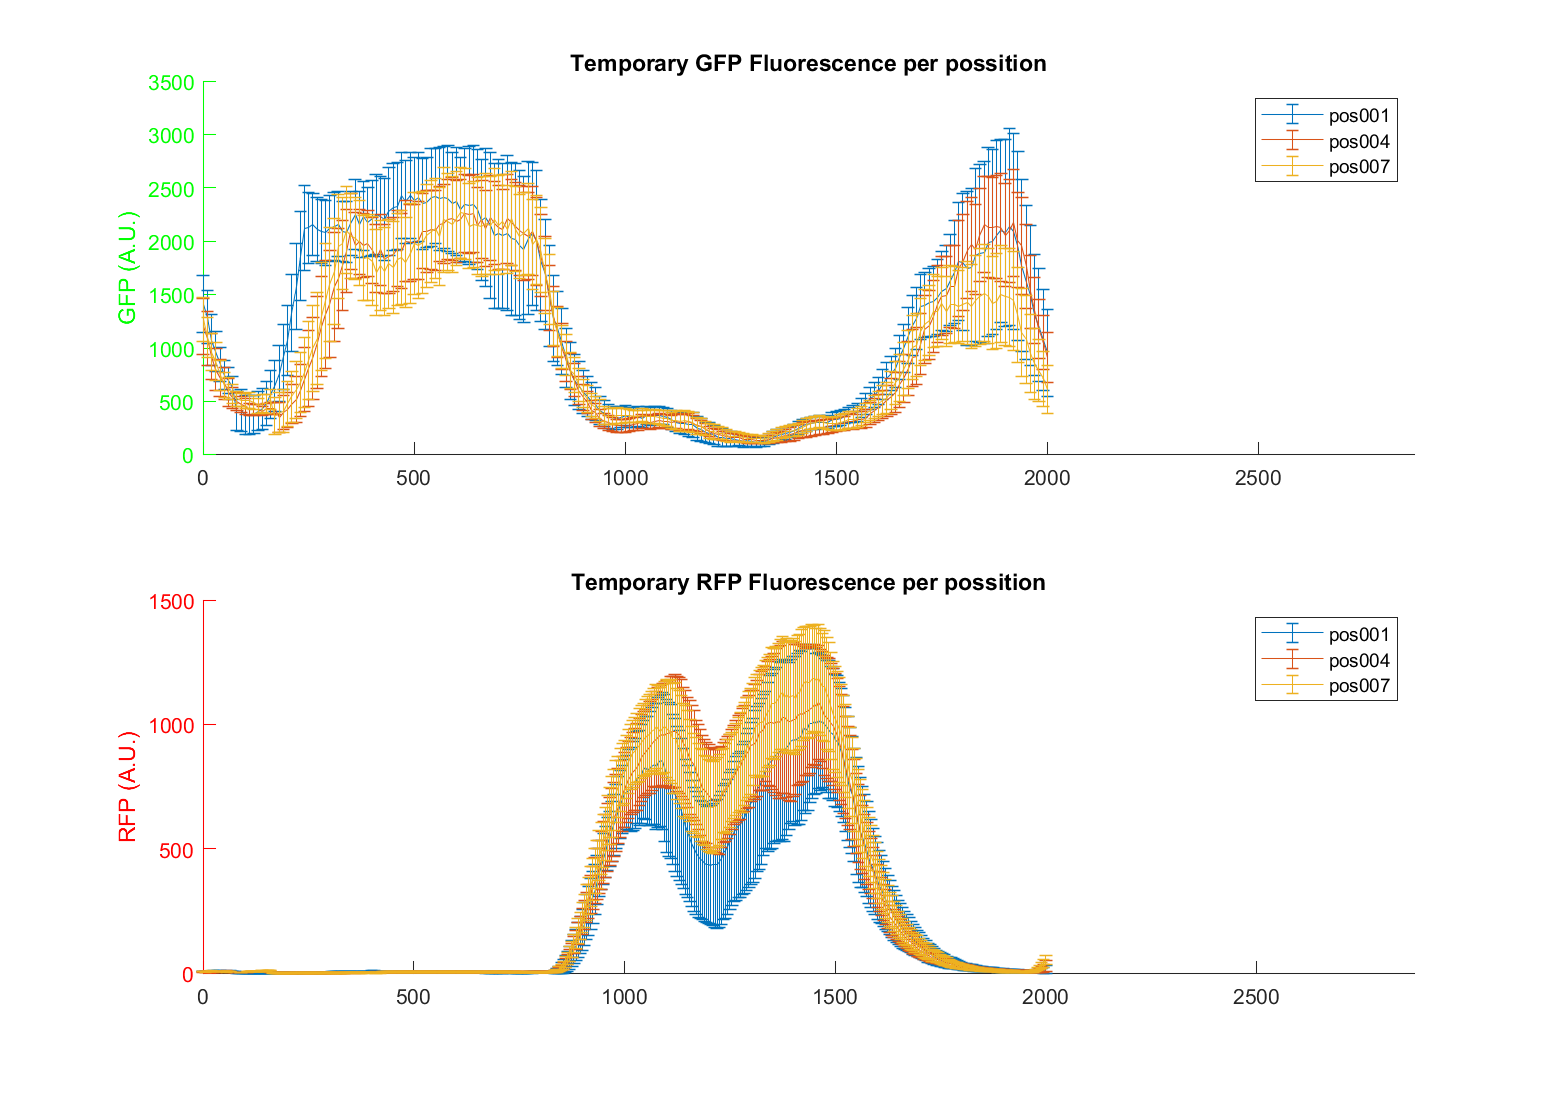 Temporary GFP Fluorescence per possition
3500
3000
2500
2000
1500
1000
500
0
GFP (A.U.)
pos001
pos004
pos007
0 500 1000 1500 2000 2500
Temporary RFP Fluorescence per possition
1500
1000
500
0
RFP (A.U.)
pos001
pos004
pos007
0 500 1000 1500 2000 2500